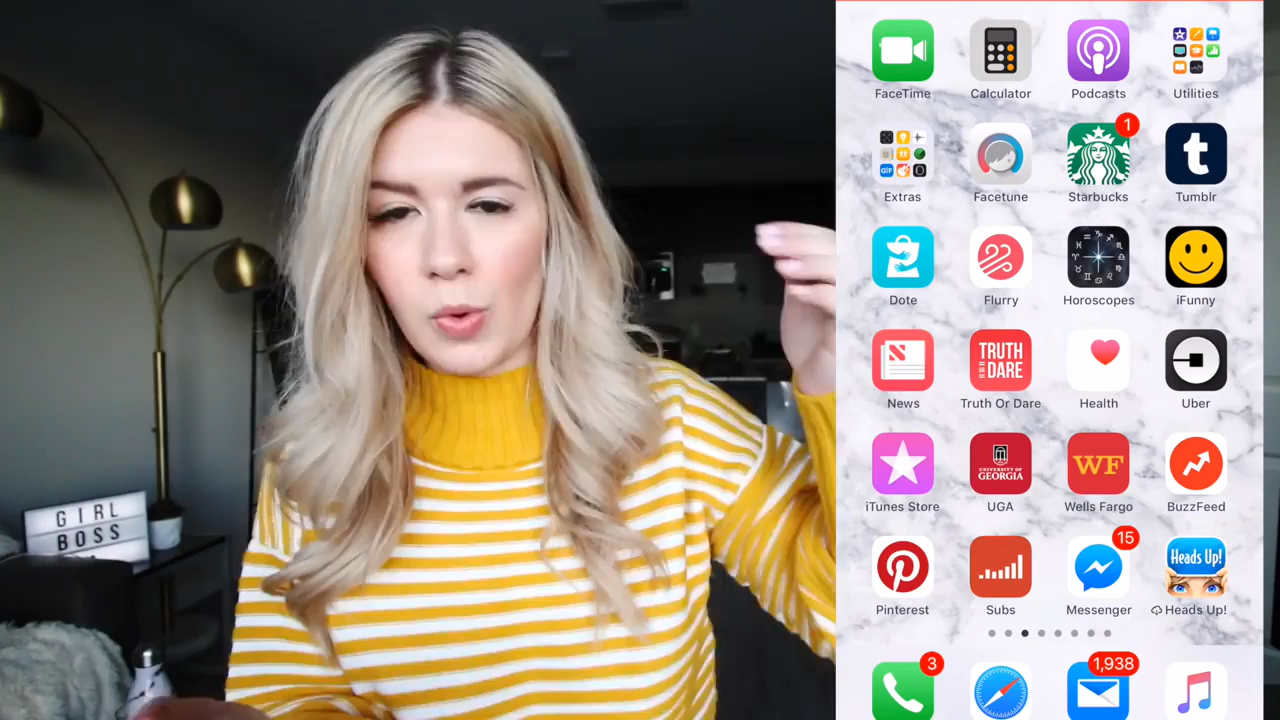 GIRL
BOSS
FaceTime
Calculator
Podcasts
Utilities
1
GIF
Extras
Facetune
Starbucks
t
Tumblr
Dote
Flurry
Horoscopes
iFunny
TRUTH
DARE
News
Truth Or Dare
Health
Uber
UNIVERSITY OF
GEORGIA
WF
iTunes Store
UGA
Wells Fargo
BuzzFeed
15
Heads Up!
Pinterest
Subs
Messenger
Heads Up!
3
1,938